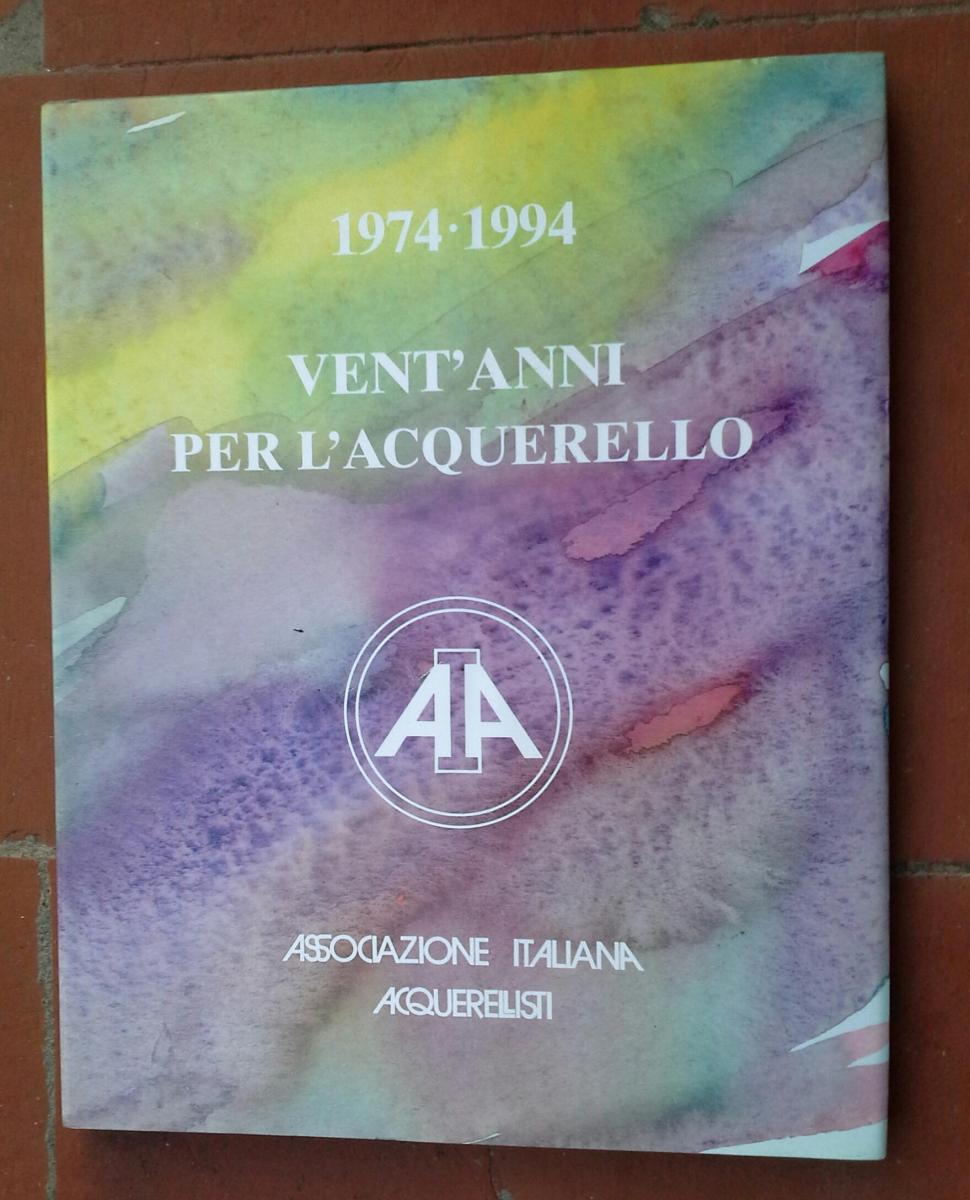 1974·1994
VENT'ANNI
PER L'ACQUERELLO
AIA
ASSOCIAZIONE ITALIANA
ACQUERELLISTI